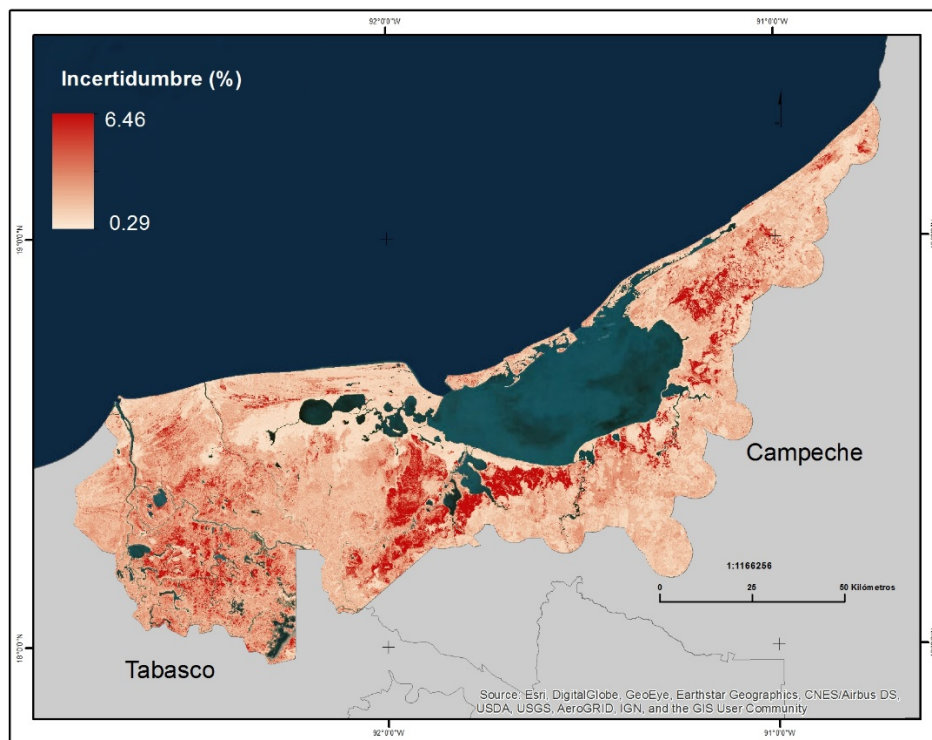 92°0'0"W
91°0'0"W
Incertidumbre (%)
6.46
0.29
19°0'0"N
Campeche
1:1166256
0
25
50 Kilómetros
18°0'0"N
Tabasco
Source: Esri, DigitalGlobe, GeoEye, Earthstar Geographics, CNES/Airbus DS,
USDA, USGS, AeroGRID, IGN, and the GIS User Community
92°0'0"W
91°0'0"W